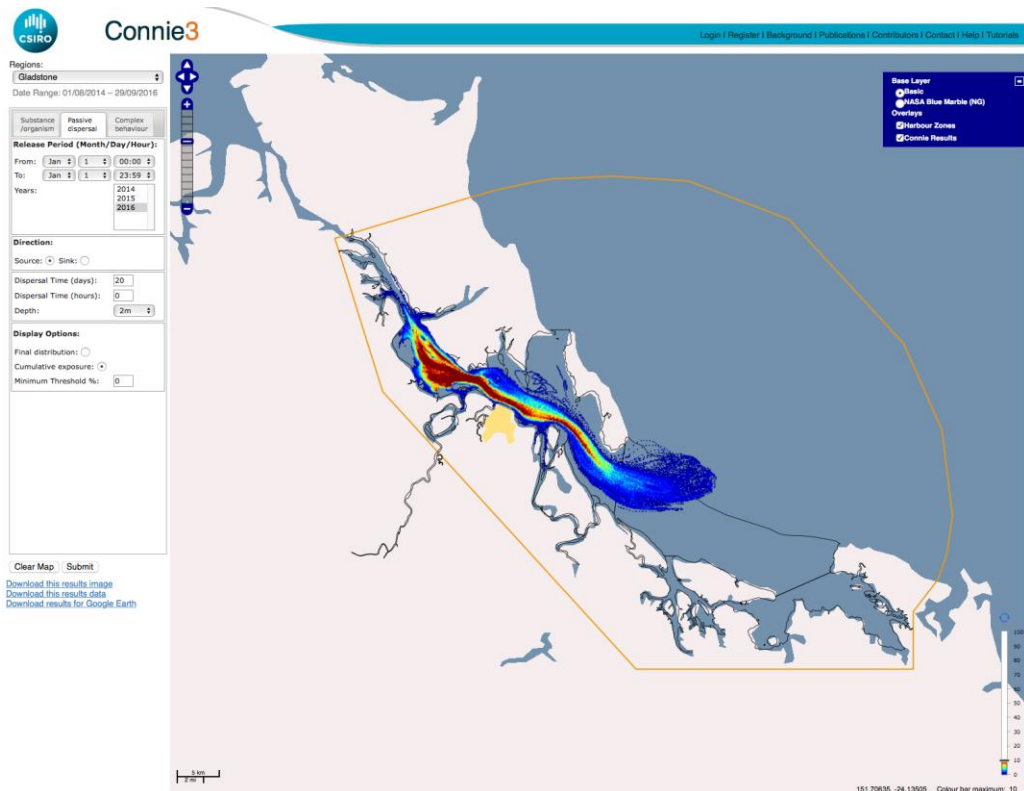 CSIRO
Connie3
Login I Register I Background I Publications I Contributors I Contact I Help I Tutorials
Regions:
Gladstone
Date Range: 01/08/2014 – 29/09/2016
Substance /organism
Passive dispersal
Complex behaviour
Release Period (Month/Day/Hour):
From: Jan 1 00:00
To: Jan 1 23:59
Years:
2014
2015
2016
Direction:
Source: Sink:
Dispersal Time (days): 20
Dispersal Time (hours): 0
Depth: 2m
Display Options:
Final distribution:
Cumulative exposure:
Minimum Threshold %: 0
Clear Map Submit
Download this results image
Download this results data
Download results for Google Earth
Base Layer
Basic
NASA Blue Marble (NG)
Overlays
Harbour Zones
Connie Results
100
90
80
70
60
50
40
30
20
10
0
5 km
2 mi
151.70635, -24.13505 Colour bar maximum: 10